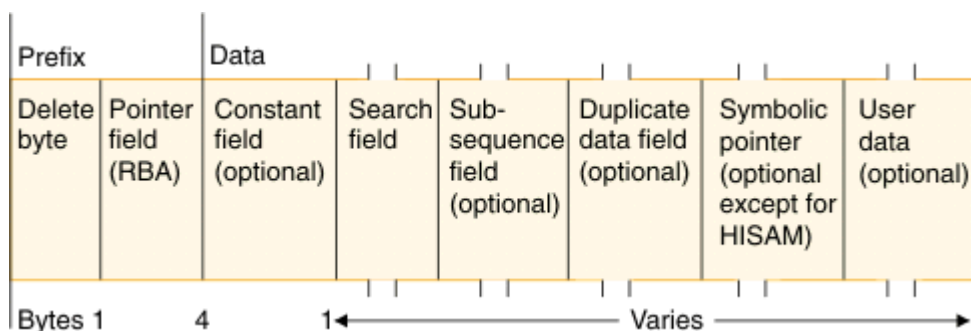 Prefix Data
Delete byte
Pointer field (RBA)
Constant field (optional)
Search field
Sub-sequence field (optional)
Duplicate data field (optional)
Symbolic pointer (optional except for HISAM)
User data (optional)
Bytes 1 4 1 Varies